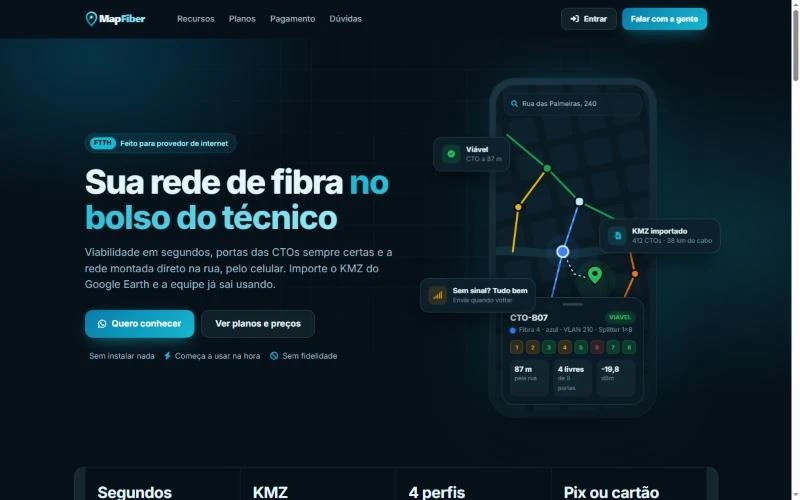 MapFiber
Recursos Planos Pagamento Dúvidas
Entrar
Falar com a gente
FTTH Feito para provedor de internet
Sua rede de fibra no
bolso do técnico
Viabilidade em segundos, portas das CTOs sempre certas e a
rede montada direto na rua, pelo celular. Importe o KMZ do
Google Earth e a equipe já sai usando.
Quero conhecer
Ver planos e preços
Sem instalar nada Começa a usar na hora Sem fidelidade
Rua das Palmeiras, 240
Viável
CTO a 87 m
KMZ importado
412 CTOs · 38 km de cabo
Sem sinal? Tudo bem
Envia quando voltar
CTO-B07 VIÁVEL
Fibra 4 · azul · VLAN 210 · Splitter 1×8
1 2 3 4 5 6 7 8
87 m
pela rua
4 livres
de 8
portas
-19,8
dBm
Segundos KMZ 4 perfis Pix ou cartão